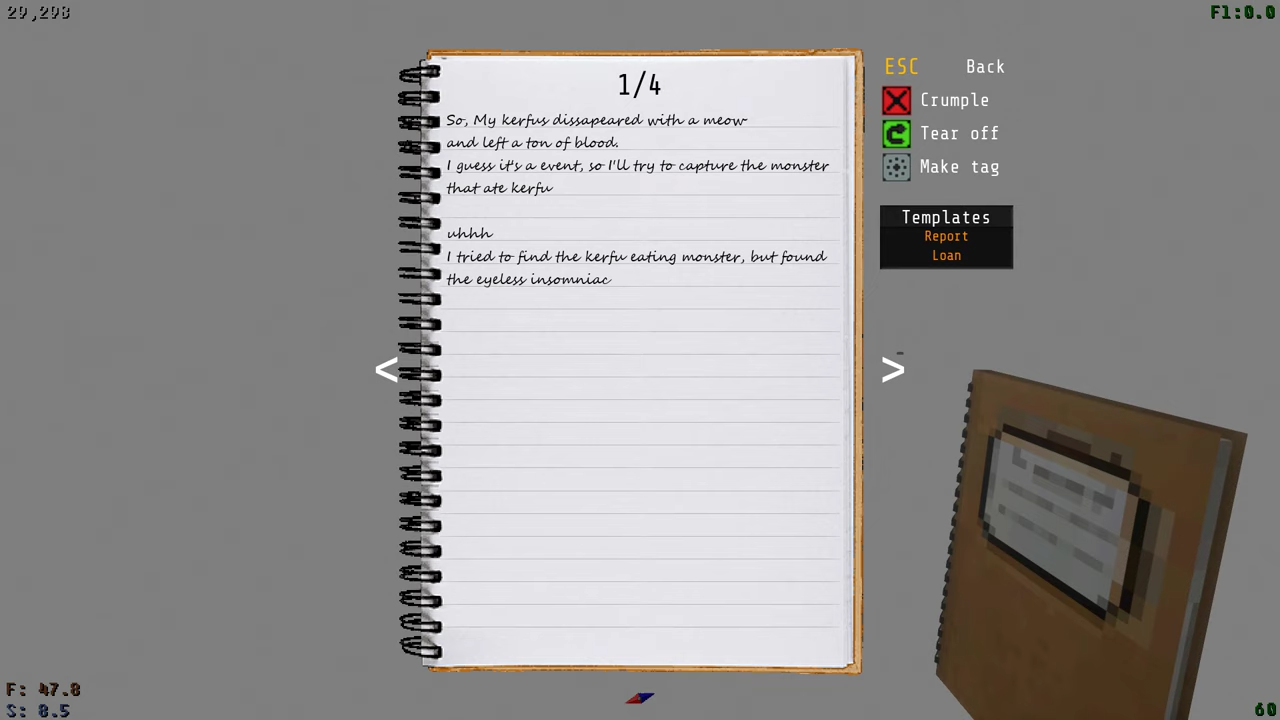 29,298
F1:0.0
1/4
ESC Back
Crumple
Tear off
Make tag
So, My kerfus dissapeared with a meow
and left a ton of blood.
I guess it's a event, so I'll try to capture the monster
that ate kerfu
uhhh
I tried to find the kerfu eating monster, but found
the eyeless insomniac
Templates
Report
Loan
<
>
F: 47.8
S: 8.5
60